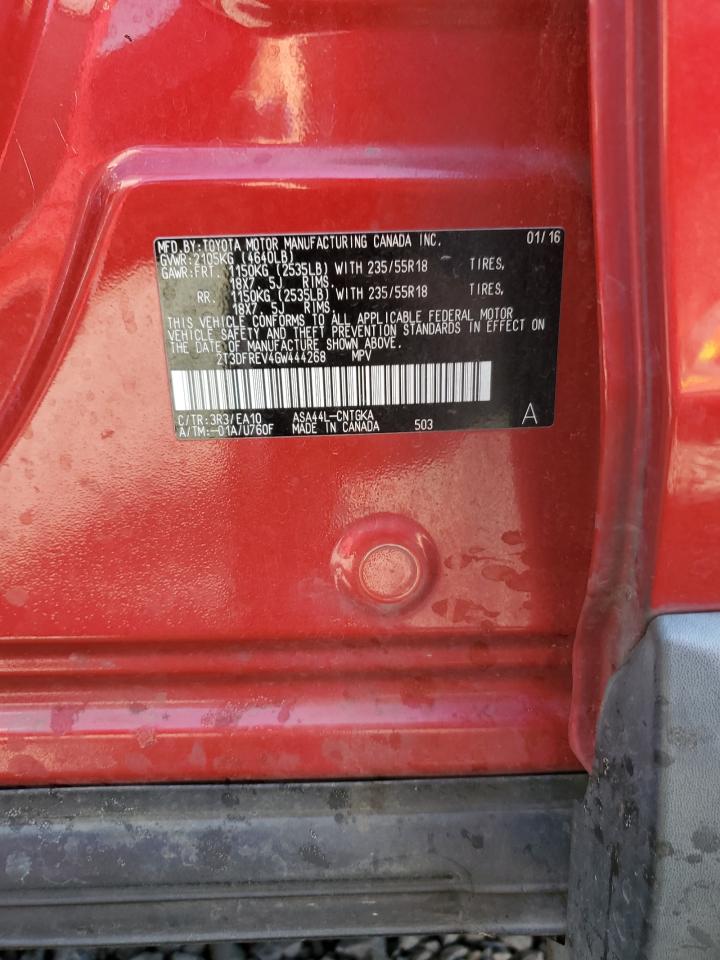 MFD.BY:TOYOTA MOTOR MANUFACTURING CANADA INC. 01/16
GVWR:2105KG (4640LB)
GAWR:FRT. 1150KG (2535LB) WITH 235/55R18 TIRES,
18X7. 5J RIMS.
RR. 1150KG (2535LB) WITH 235/55R18 TIRES,
18X7. 5J RIMS.
THIS VEHICLE CONFORMS TO ALL APPLICABLE FEDERAL MOTOR
VEHICLE SAFETY AND THEFT PREVENTION STANDARDS IN EFFECT ON
THE DATE OF MANUFACTURE SHOWN ABOVE.
2T3DFREV4GW444268 MPV
C/TR:3R3/EA10 ASA44L-CNTGKA
A/TM:-01A/U760F MADE IN CANADA 503 A